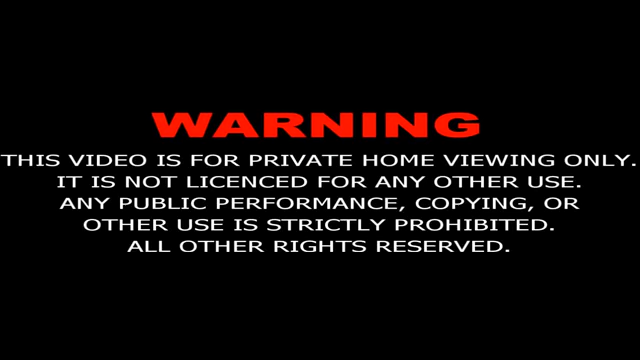 WARNING
THIS VIDEO IS FOR PRIVATE HOME VIEWING ONLY.
IT IS NOT LICENCED FOR ANY OTHER USE.
ANY PUBLIC PERFORMANCE, COPYING, OR
OTHER USE IS STRICTLY PROHIBITED.
ALL OTHER RIGHTS RESERVED.